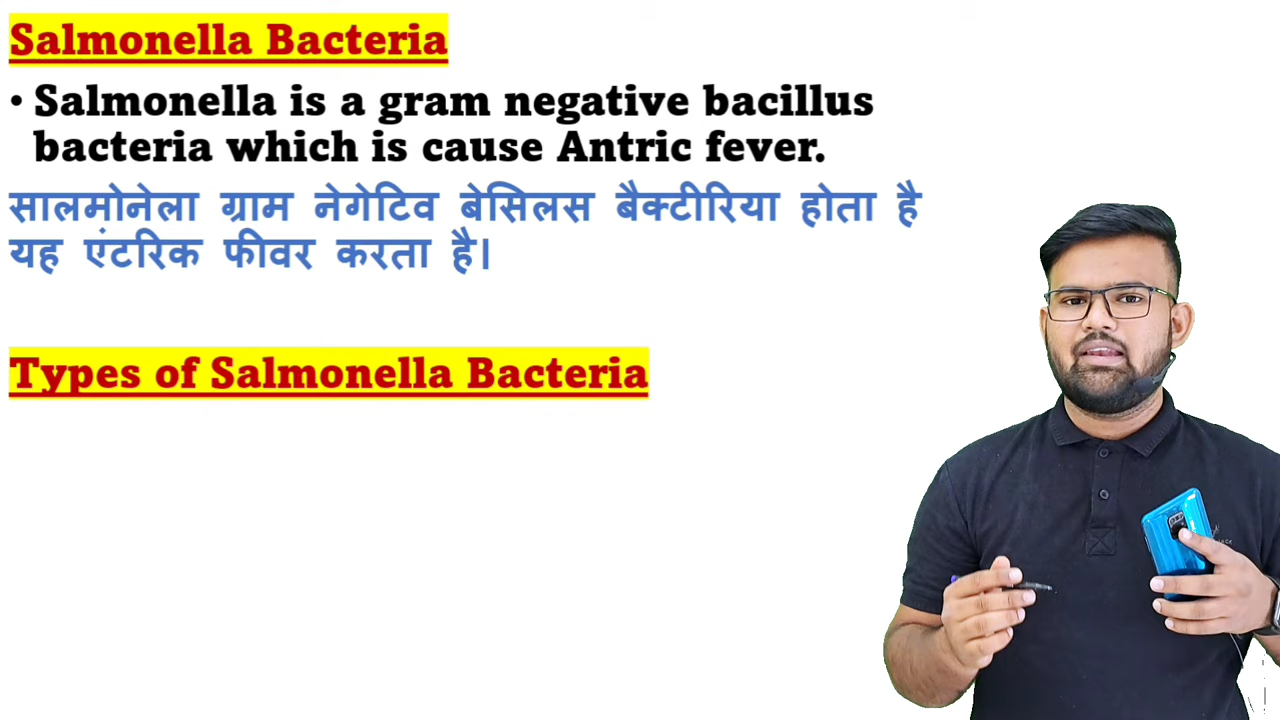 Salmonella Bacteria
• Salmonella is a gram negative bacillus
bacteria which is cause Antric fever.
सालमोनेला ग्राम नेगेटिव बेसिलस बैक्टीरिया होता है
यह एंटरिक फीवर करता है।
Types of Salmonella Bacteria